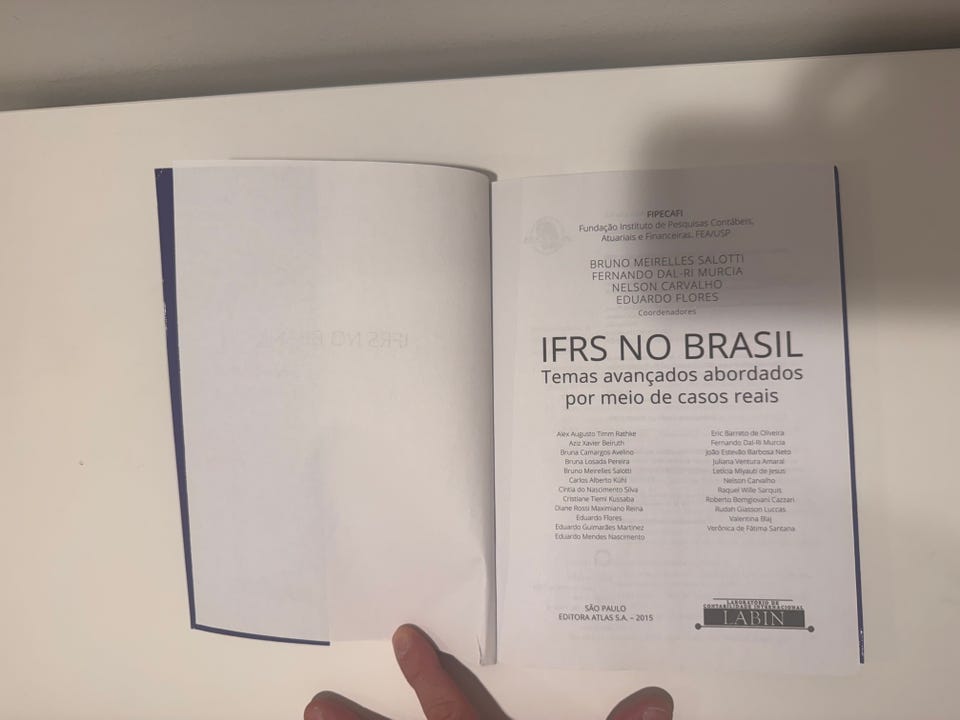 FIPECAFI
Fundação Instituto de Pesquisas Contábeis,
Atuariais e Financeiras, FEA/USP
BRUNO MEIRELLES SALOTTI
FERNANDO DAL-RI MURCIA
NELSON CARVALHO
EDUARDO FLORES
Coordenadores
IFRS NO BRASIL
Temas avançados abordados
por meio de casos reais
Alex Augusto Timm Rathke
Aziz Xavier Beiruth
Bruna Camargos Avelino
Bruna Losada Pereira
Bruno Meirelles Salotti
Carlos Alberto Kühl
Cíntia do Nascimento Silva
Cristiane Tiemi Kussaba
Diane Rossi Maximiano Reina
Eduardo Flores
Eduardo Guimarães Martinez
Eduardo Mendes Nascimento
Eric Barreto de Oliveira
Fernando Dal-Ri Murcia
João Estevão Barbosa Neto
Juliana Ventura Amaral
Letícia Miyauti de Jesus
Nelson Carvalho
Raquel Wille Sarquis
Roberto Bomgiovani Cazzari
Rudah Giasson Luccas
Valentina Blaj
Verônica de Fátima Santana
SÃO PAULO
EDITORA ATLAS S.A. – 2015
LABORATÓRIO DE
CONTABILIDADE INTERNACIONAL
LABIN